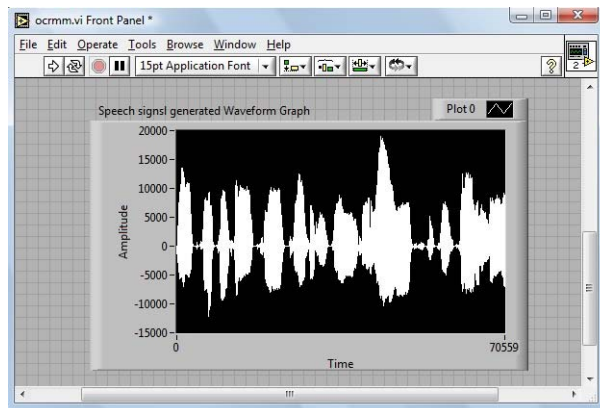 ocrmm.vi Front Panel *
File Edit Operate Tools Browse Window Help
15pt Application Font
?
2
Speech signsl generated Waveform Graph
Plot 0
20000
15000
10000
5000
0
-5000
-10000
-15000
Amplitude
0
70559
Time